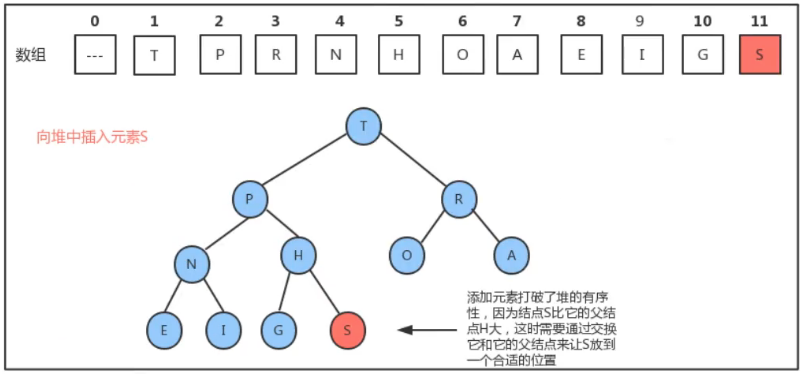 0 1 2 3 4 5 6 7 8 9 10 11
数组 --- T P R N H O A E I G S
向堆中插入元素S
T
P R
N H O A
E I G S
添加元素打破了堆的有序
性，因为结点S比它的父结
点H大，这时需要通过交换
它和它的父结点来让S放到
一个合适的位置